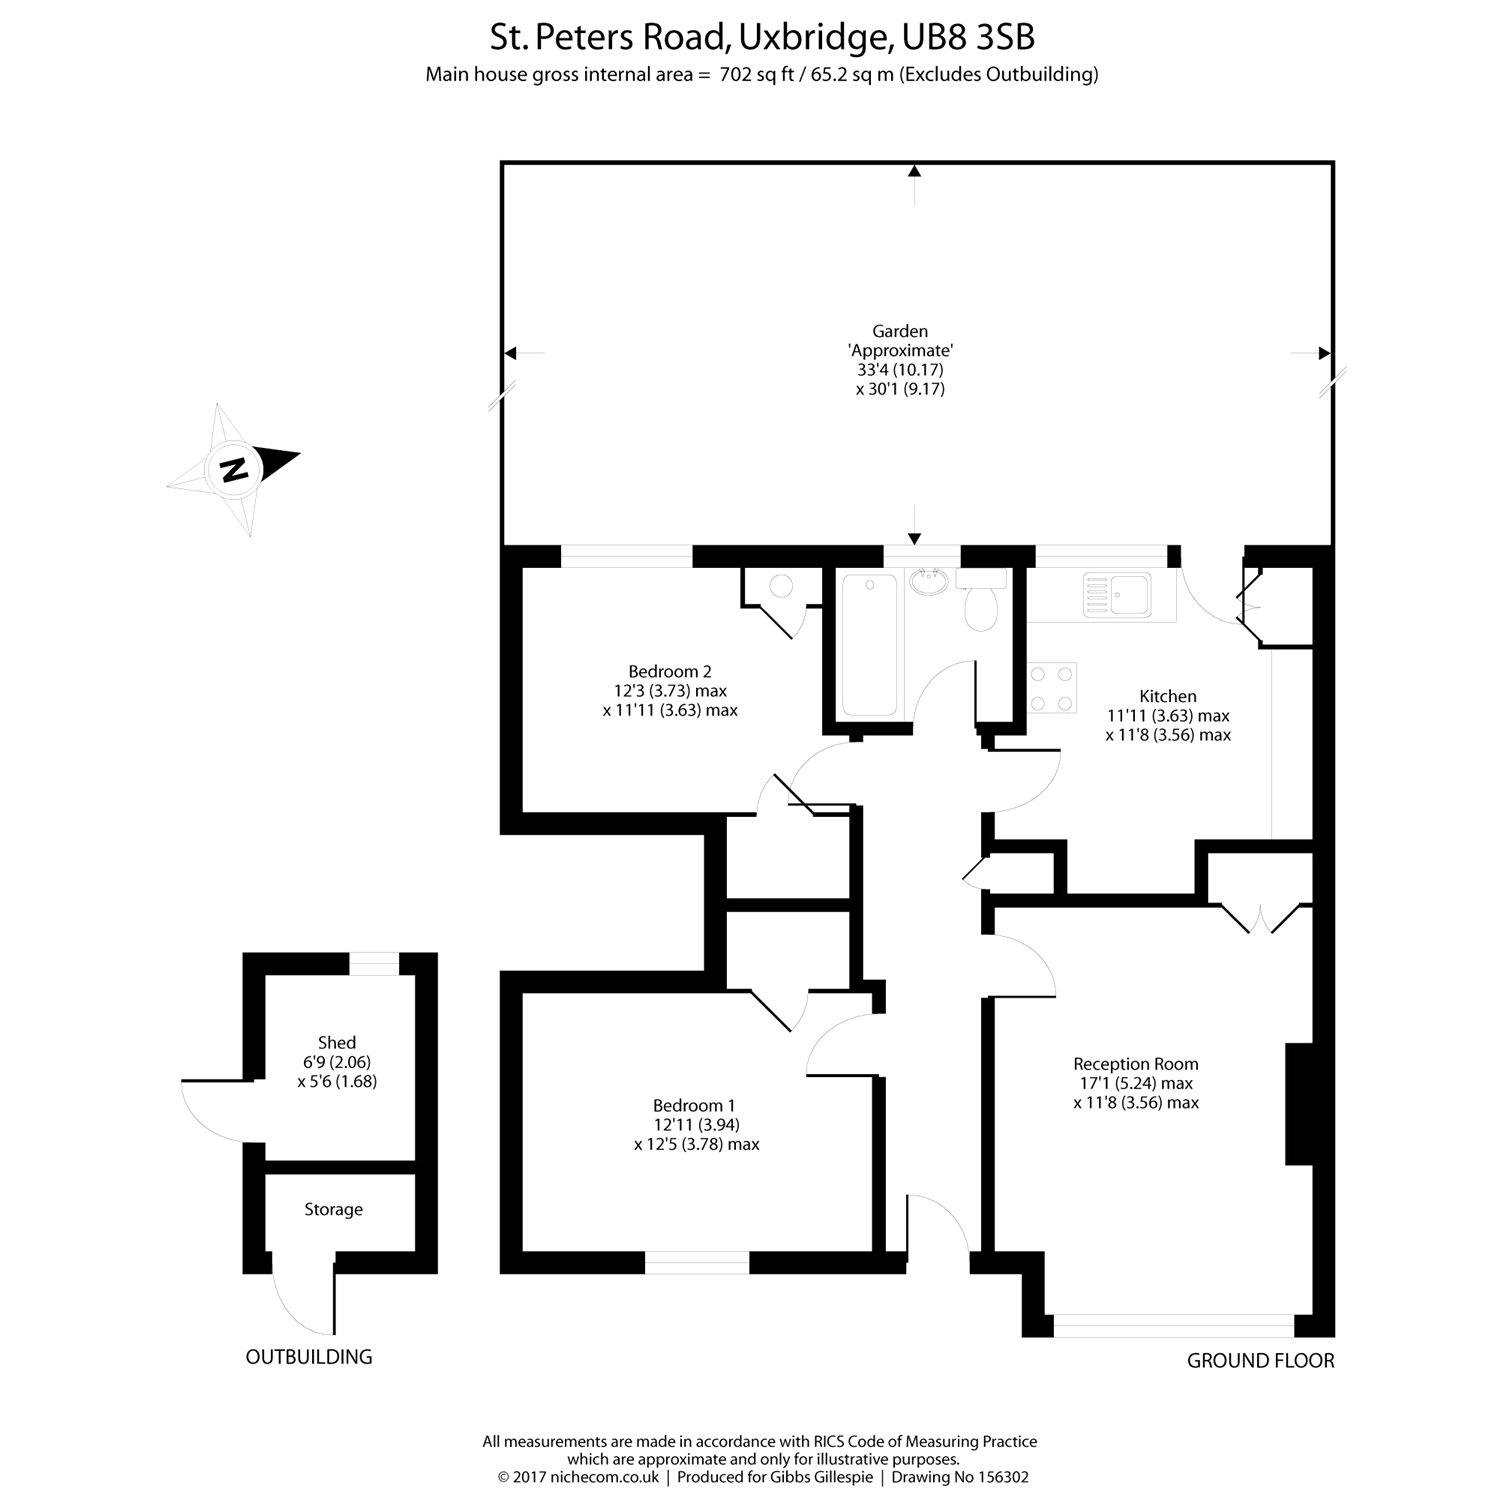 St. Peters Road, Uxbridge, UB8 3SB
Main house gross internal area = 702 sq ft / 65.2 sq m (Excludes Outbuilding)
Garden
'Approximate'
33'4 (10.17)
x 30'1 (9.17)
N
Bedroom 2
12'3 (3.73) max
x 11'11 (3.63) max
Kitchen
11'11 (3.63) max
x 11'8 (3.56) max
Shed
6'9 (2.06)
x 5'6 (1.68)
Reception Room
17'1 (5.24) max
x 11'8 (3.56) max
Bedroom 1
12'11 (3.94)
x 12'5 (3.78) max
Storage
OUTBUILDING
GROUND FLOOR
All measurements are made in accordance with RICS Code of Measuring Practice
which are approximate and only for illustrative purposes.
© 2017 nichecom.co.uk | Produced for Gibbs Gillespie | Drawing No 156302